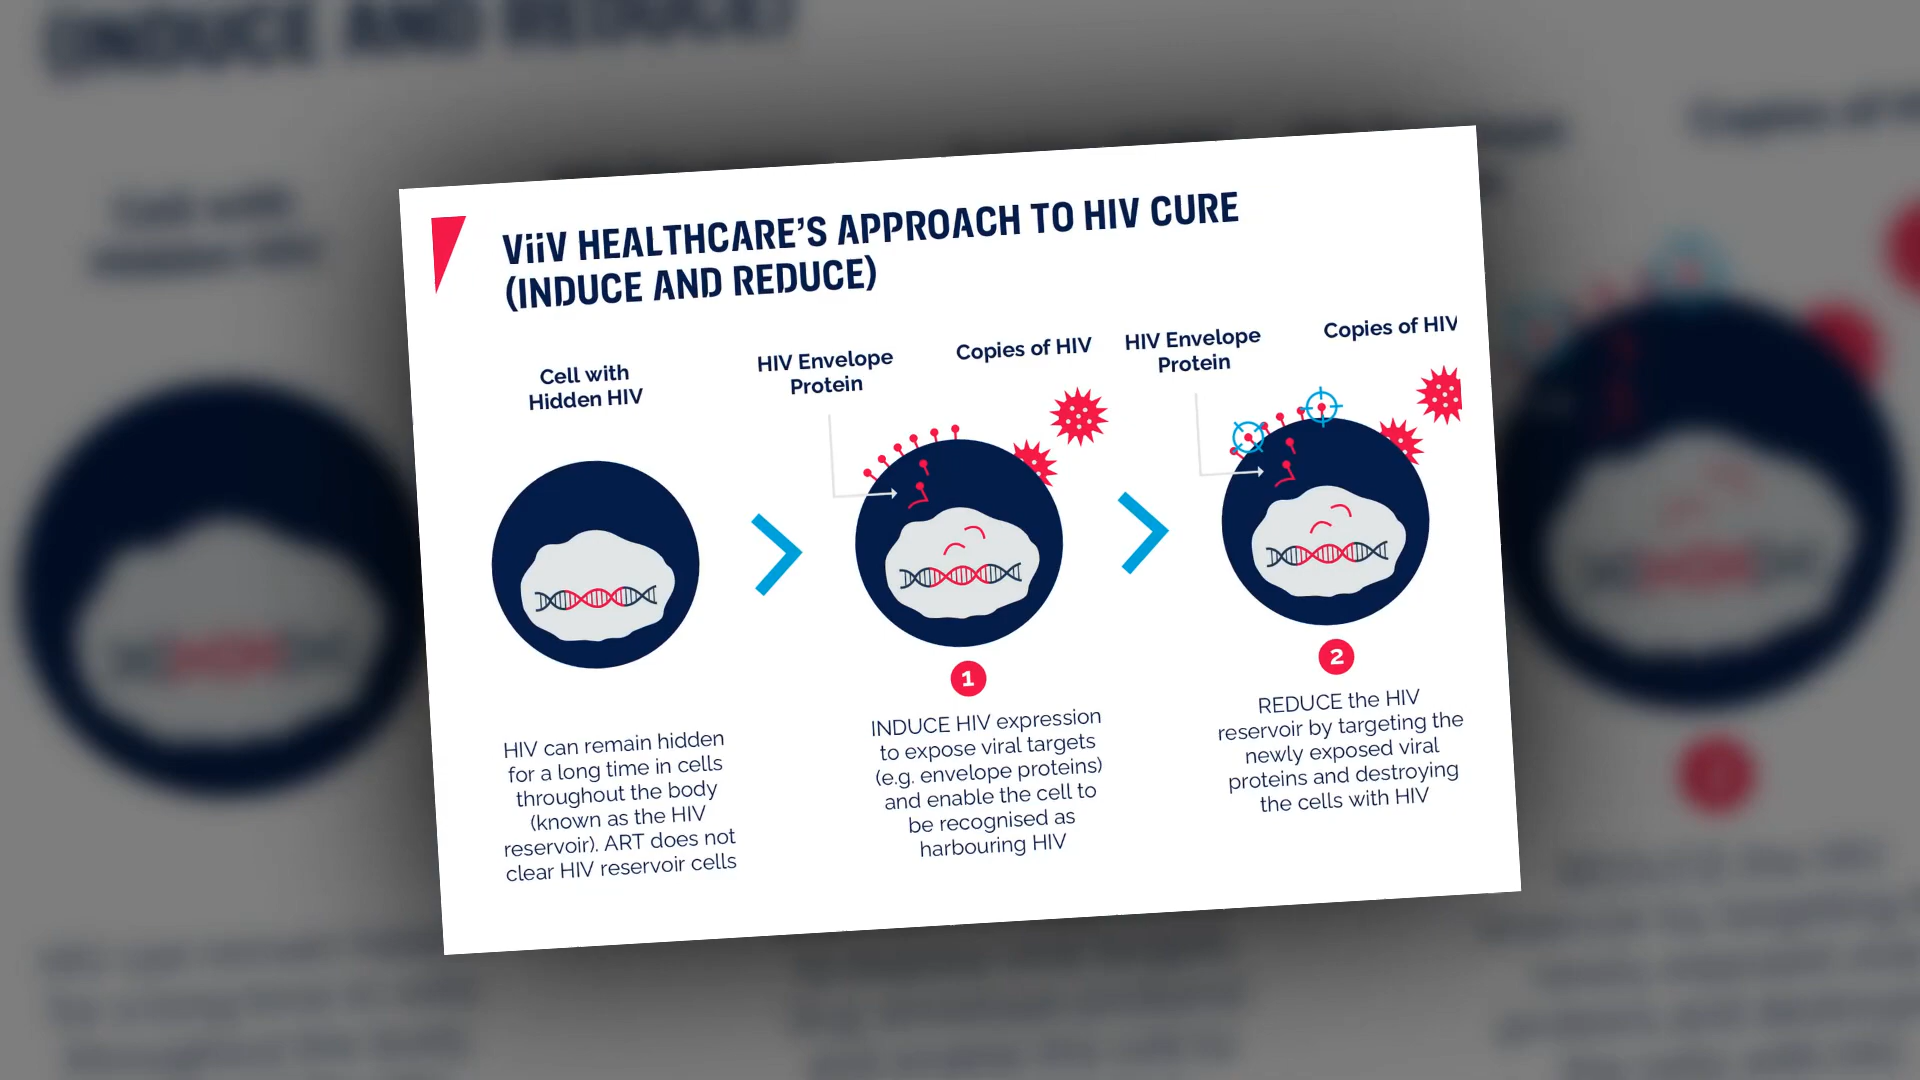 ViiV HEALTHCARE’S APPROACH TO HIV CURE
(INDUCE AND REDUCE)
Cell with
Hidden HIV
HIV can remain hidden
for a long time in cells
throughout the body
(known as the HIV
reservoir). ART does not
clear HIV reservoir cells
HIV Envelope
Protein
Copies of HIV
1
INDUCE HIV expression
to expose viral targets
(e.g. envelope proteins)
and enable the cell to
be recognised as
harbouring HIV
HIV Envelope
Protein
Copies of HIV
2
REDUCE the HIV
reservoir by targeting the
newly exposed viral
proteins and destroying
the cells with HIV